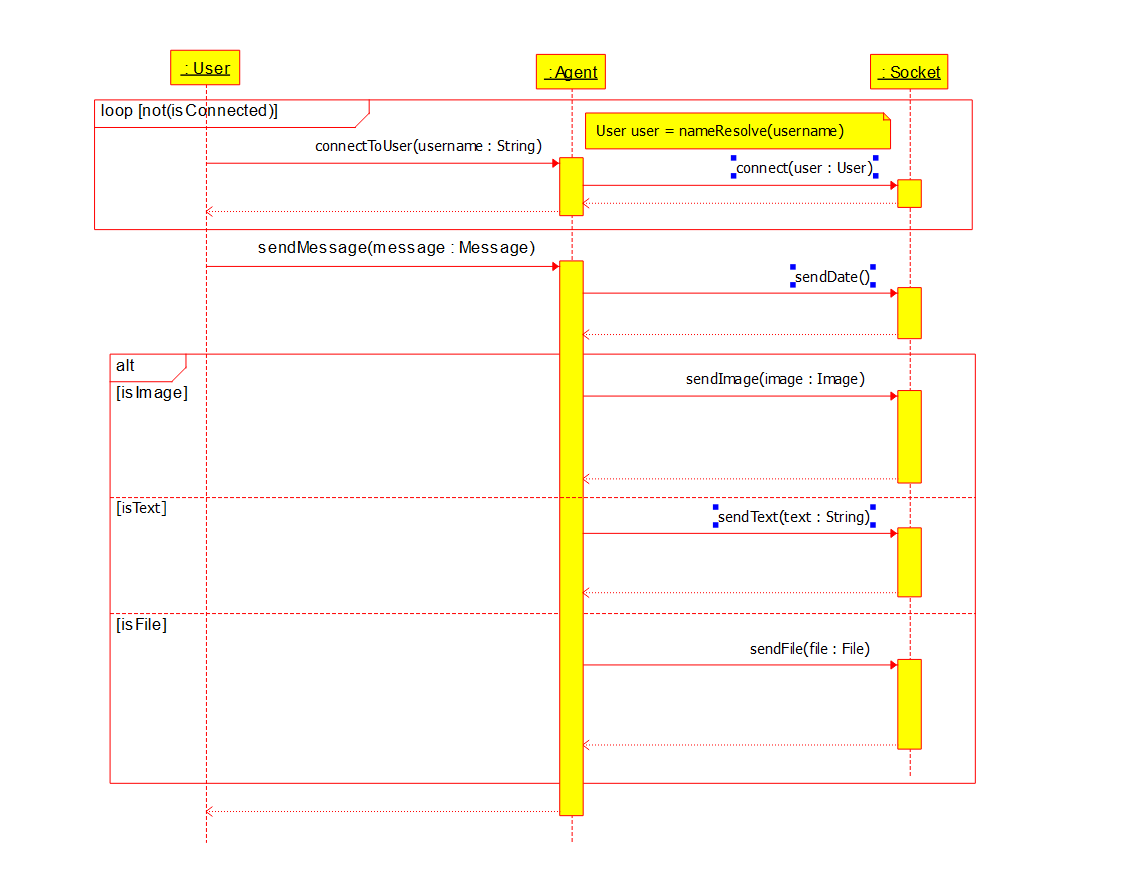 : User
:Agent
: Socket
loop [not(isConnected)]
User user = nameResolve(username)
connectToUser(username : String)
connect(user : User)
sendMessage(message : Message)
sendDate()
alt
sendImage(image : Image)
[isImage]
[isText]
sendText(text : String)
[isFile]
sendFile(file : File)